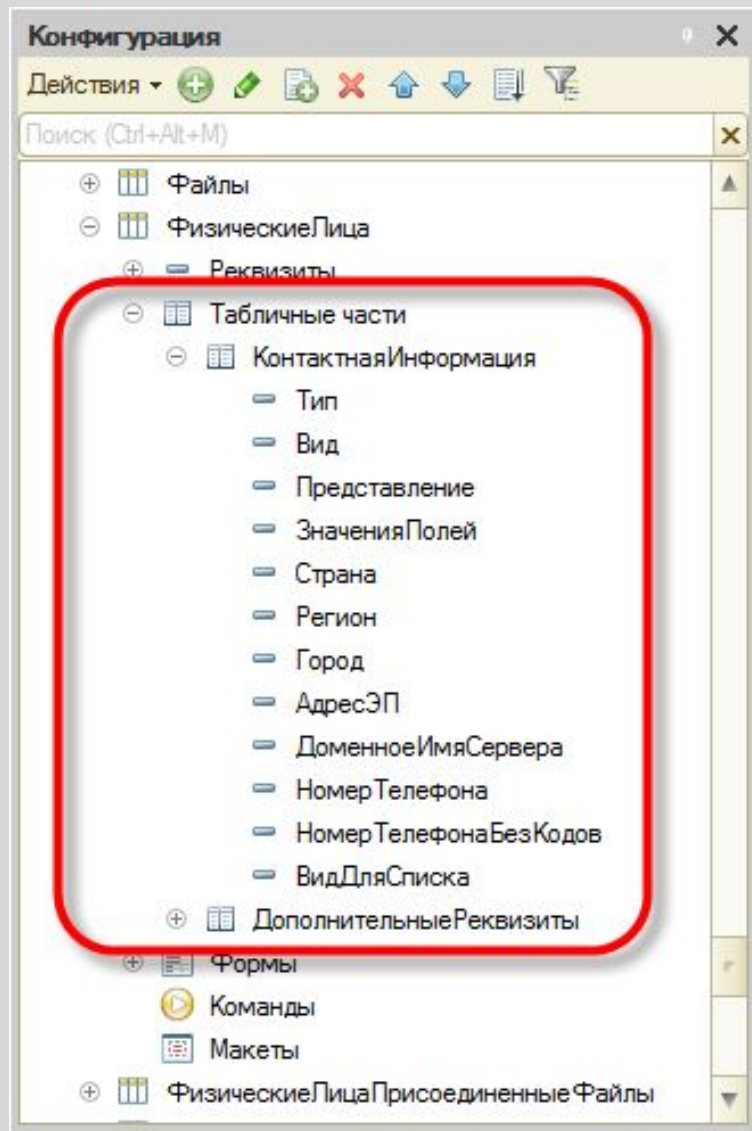 Конфигурация
Действия
Поиск (Ctrl+Alt+M)
Файлы
ФизическиеЛица
Реквизиты
Табличные части
КонтактнаяИнформация
Тип
Вид
Представление
ЗначенияПолей
Страна
Регион
Город
АдресЭП
ДоменноеИмяСервера
НомерТелефона
НомерТелефонаБезКодов
ВидДляСписка
ДополнительныеРеквизиты
Формы
Команды
Макеты
ФизическиеЛицаПрисоединенныеФайлы